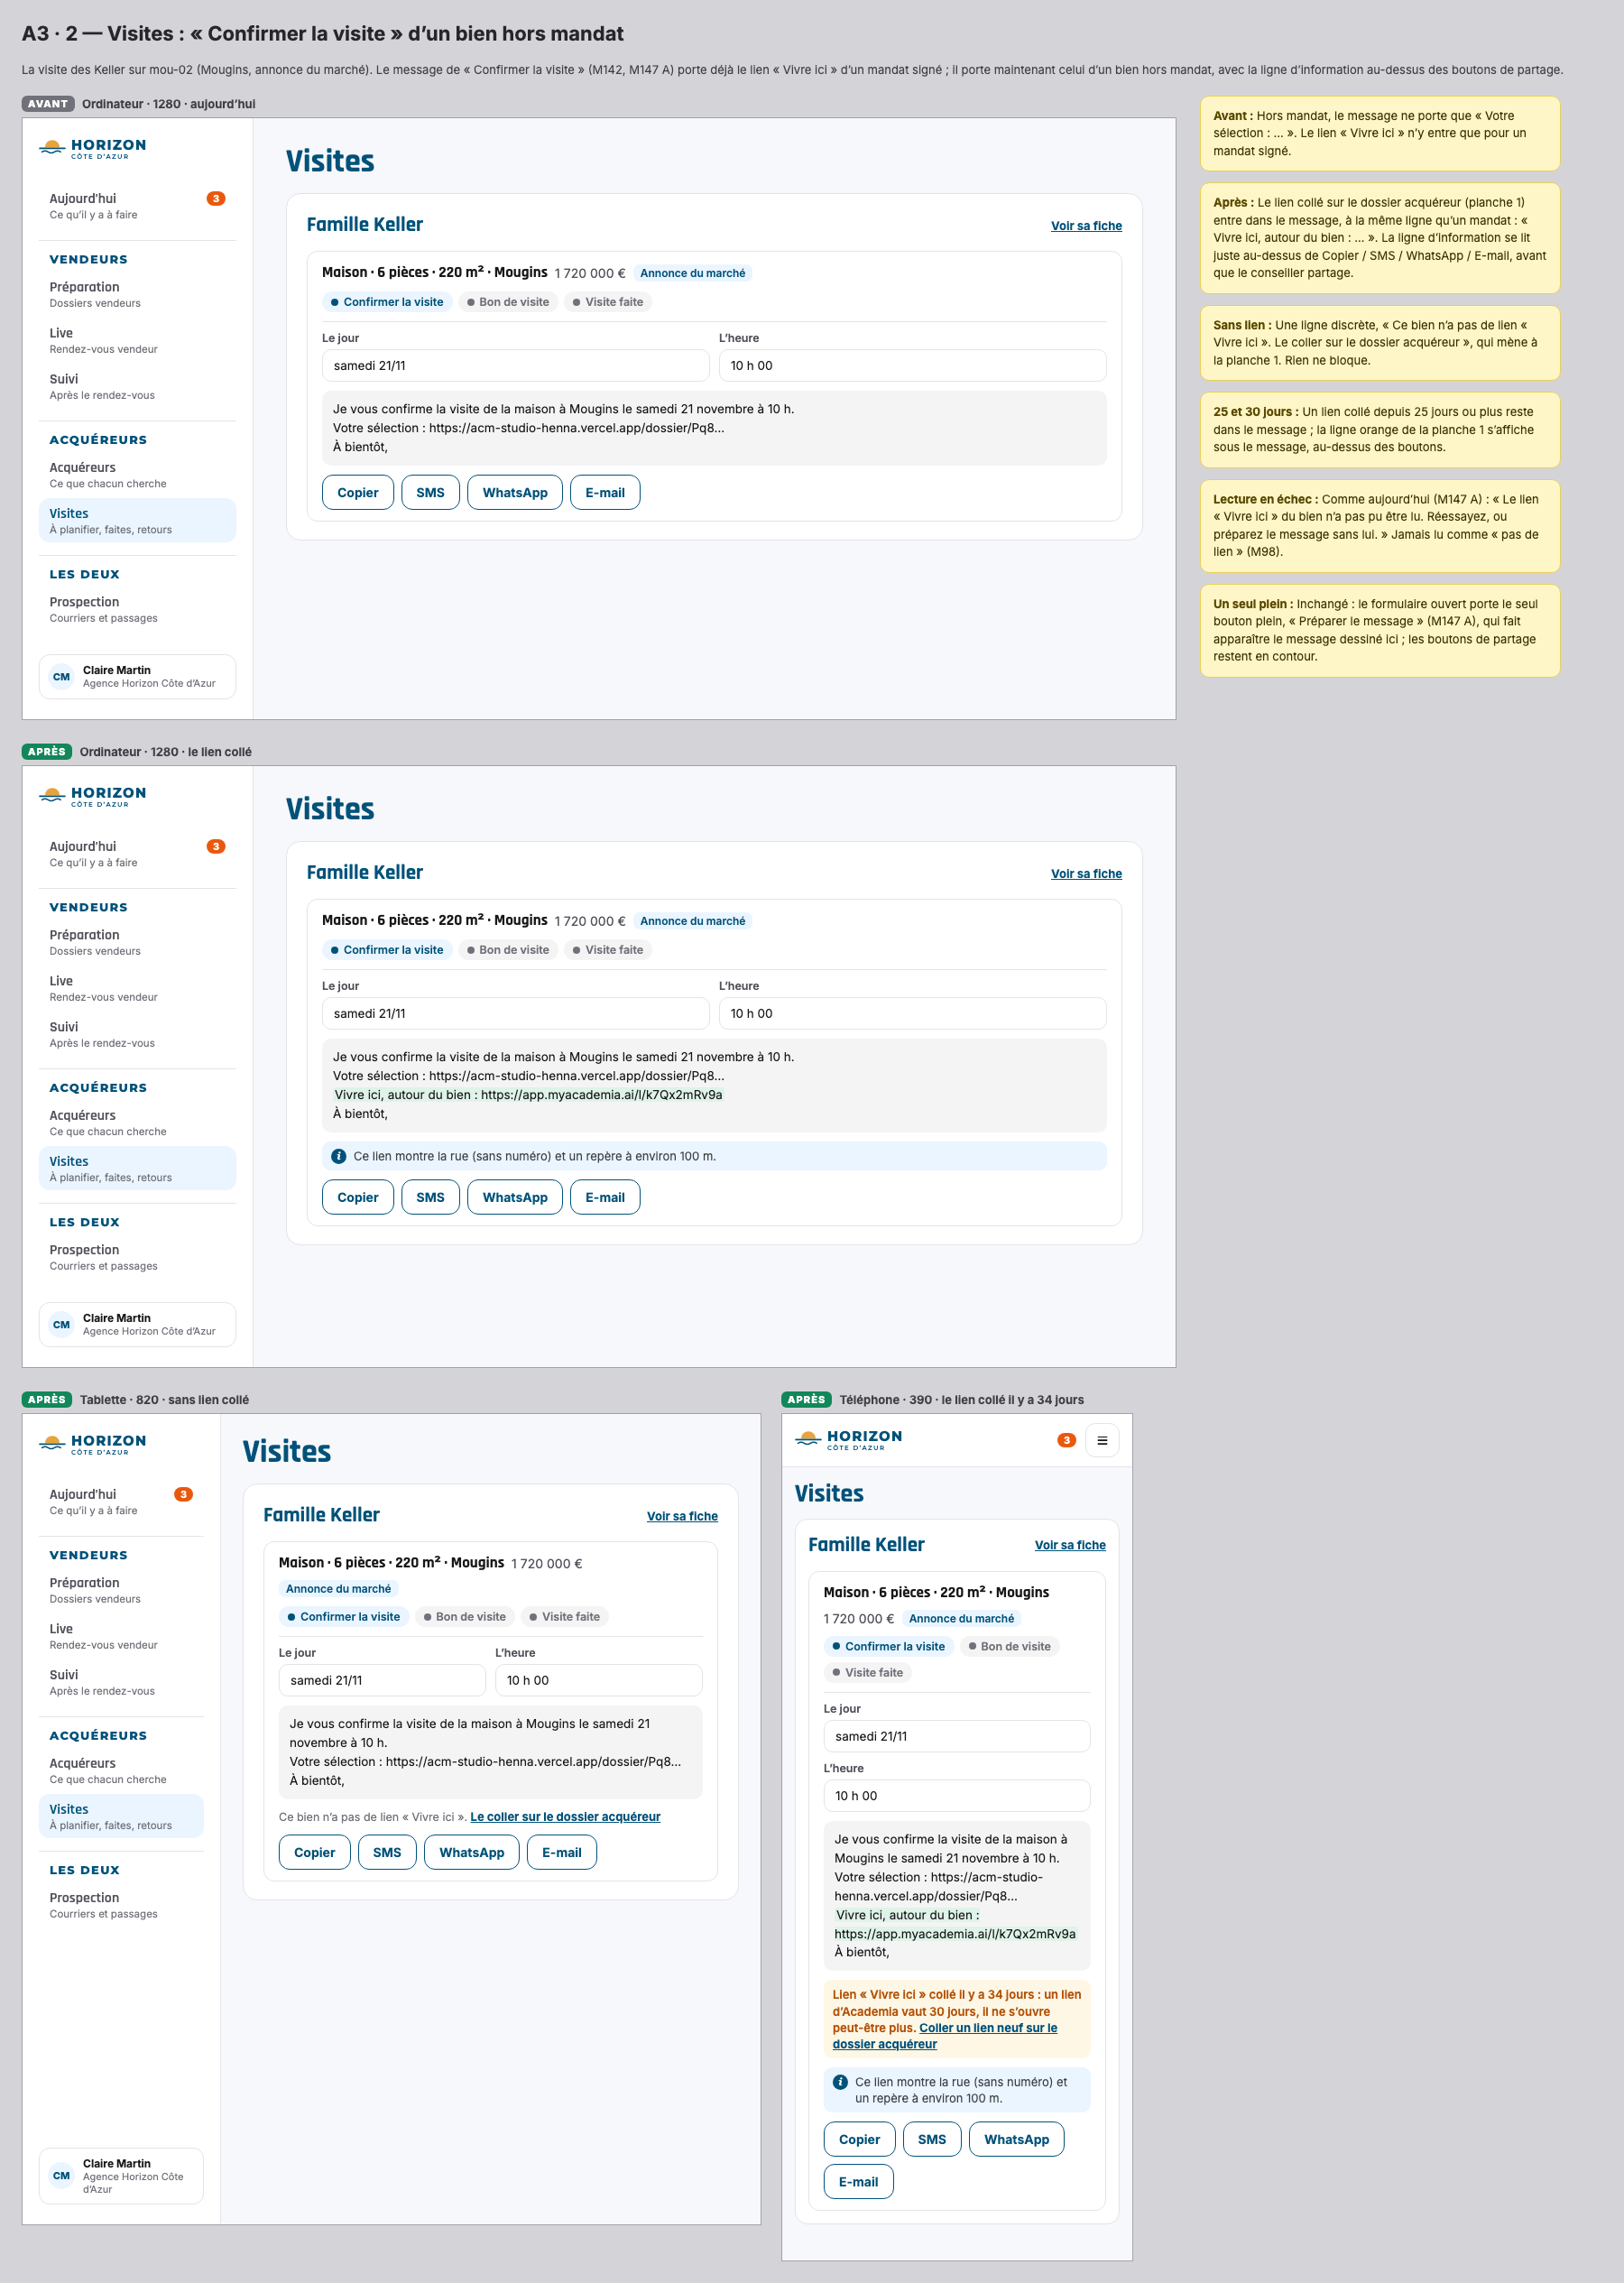 A3 · 2 — Visites : « Confirmer la visite » d’un bien hors mandat
La visite des Keller sur mou-02 (Mougins, annonce du marché). Le message de « Confirmer la visite » (M142, M147 A) porte déjà le lien « Vivre ici » d’un mandat signé ; il porte maintenant celui d’un bien hors mandat, avec la ligne d’information au-dessus des boutons de partage.
AVANT Ordinateur · 1280 · aujourd’hui
HORIZON
CÔTE D’AZUR
Aujourd’hui 3
Ce qu’il y a à faire
VENDEURS
Préparation
Dossiers vendeurs
Live
Rendez-vous vendeur
Suivi
Après le rendez-vous
ACQUÉREURS
Acquéreurs
Ce que chacun cherche
Visites
À planifier, faites, retours
LES DEUX
Prospection
Courriers et passages
CM Claire Martin
Agence Horizon Côte d’Azur
Visites
Famille Keller Voir sa fiche
Maison · 6 pièces · 220 m² · Mougins 1 720 000 € Annonce du marché
Confirmer la visite Bon de visite Visite faite
Le jour L’heure
samedi 21/11 10 h 00
Je vous confirme la visite de la maison à Mougins le samedi 21 novembre à 10 h.
Votre sélection : https://acm-studio-henna.vercel.app/dossier/Pq8…
À bientôt,
Copier SMS WhatsApp E-mail
Avant : Hors mandat, le message ne porte que « Votre
sélection : … ». Le lien « Vivre ici » n’y entre que pour un
mandat signé.
Après : Le lien collé sur le dossier acquéreur (planche 1)
entre dans le message, à la même ligne qu’un mandat : «
Vivre ici, autour du bien : … ». La ligne d’information se lit
juste au-dessus de Copier / SMS / WhatsApp / E-mail, avant
que le conseiller partage.
Sans lien : Une ligne discrète, « Ce bien n’a pas de lien «
Vivre ici ». Le coller sur le dossier acquéreur », qui mène à
la planche 1. Rien ne bloque.
25 et 30 jours : Un lien collé depuis 25 jours ou plus reste
dans le message ; la ligne orange de la planche 1 s’affiche
sous le message, au-dessus des boutons.
Lecture en échec : Comme aujourd’hui (M147 A) : « Le lien
« Vivre ici » du bien n’a pas pu être lu. Réessayez, ou
préparez le message sans lui. » Jamais lu comme « pas de
lien » (M98).
Un seul plein : Inchangé : le formulaire ouvert porte le seul
bouton plein, « Préparer le message » (M147 A), qui fait
apparaître le message dessiné ici ; les boutons de partage
restent en contour.
APRÈS Ordinateur · 1280 · le lien collé
HORIZON
CÔTE D’AZUR
Aujourd’hui 3
Ce qu’il y a à faire
VENDEURS
Préparation
Dossiers vendeurs
Live
Rendez-vous vendeur
Suivi
Après le rendez-vous
ACQUÉREURS
Acquéreurs
Ce que chacun cherche
Visites
À planifier, faites, retours
LES DEUX
Prospection
Courriers et passages
CM Claire Martin
Agence Horizon Côte d’Azur
Visites
Famille Keller Voir sa fiche
Maison · 6 pièces · 220 m² · Mougins 1 720 000 € Annonce du marché
Confirmer la visite Bon de visite Visite faite
Le jour L’heure
samedi 21/11 10 h 00
Je vous confirme la visite de la maison à Mougins le samedi 21 novembre à 10 h.
Votre sélection : https://acm-studio-henna.vercel.app/dossier/Pq8…
Vivre ici, autour du bien : https://app.myacademia.ai/l/k7Qx2mRv9a
À bientôt,
i Ce lien montre la rue (sans numéro) et un repère à environ 100 m.
Copier SMS WhatsApp E-mail
APRÈS Tablette · 820 · sans lien collé
HORIZON
CÔTE D’AZUR
Aujourd’hui 3
Ce qu’il y a à faire
VENDEURS
Préparation
Dossiers vendeurs
Live
Rendez-vous vendeur
Suivi
Après le rendez-vous
ACQUÉREURS
Acquéreurs
Ce que chacun cherche
Visites
À planifier, faites, retours
LES DEUX
Prospection
Courriers et passages
CM Claire Martin
Agence Horizon Côte
d’Azur
Visites
Famille Keller Voir sa fiche
Maison · 6 pièces · 220 m² · Mougins 1 720 000 €
Annonce du marché
Confirmer la visite Bon de visite Visite faite
Le jour L’heure
samedi 21/11 10 h 00
Je vous confirme la visite de la maison à Mougins le samedi 21
novembre à 10 h.
Votre sélection : https://acm-studio-henna.vercel.app/dossier/Pq8…
À bientôt,
Ce bien n’a pas de lien « Vivre ici ». Le coller sur le dossier acquéreur
Copier SMS WhatsApp E-mail
APRÈS Téléphone · 390 · le lien collé il y a 34 jours
HORIZON
CÔTE D’AZUR
3
Visites
Famille Keller Voir sa fiche
Maison · 6 pièces · 220 m² · Mougins
1 720 000 € Annonce du marché
Confirmer la visite Bon de visite
Visite faite
Le jour
samedi 21/11
L’heure
10 h 00
Je vous confirme la visite de la maison à
Mougins le samedi 21 novembre à 10 h.
Votre sélection : https://acm-studio-
henna.vercel.app/dossier/Pq8…
Vivre ici, autour du bien :
https://app.myacademia.ai/l/k7Qx2mRv9a
À bientôt,
Lien « Vivre ici » collé il y a 34 jours : un lien
d’Academia vaut 30 jours, il ne s’ouvre
peut-être plus. Coller un lien neuf sur le
dossier acquéreur
i Ce lien montre la rue (sans numéro) et
un repère à environ 100 m.
Copier SMS WhatsApp
E-mail